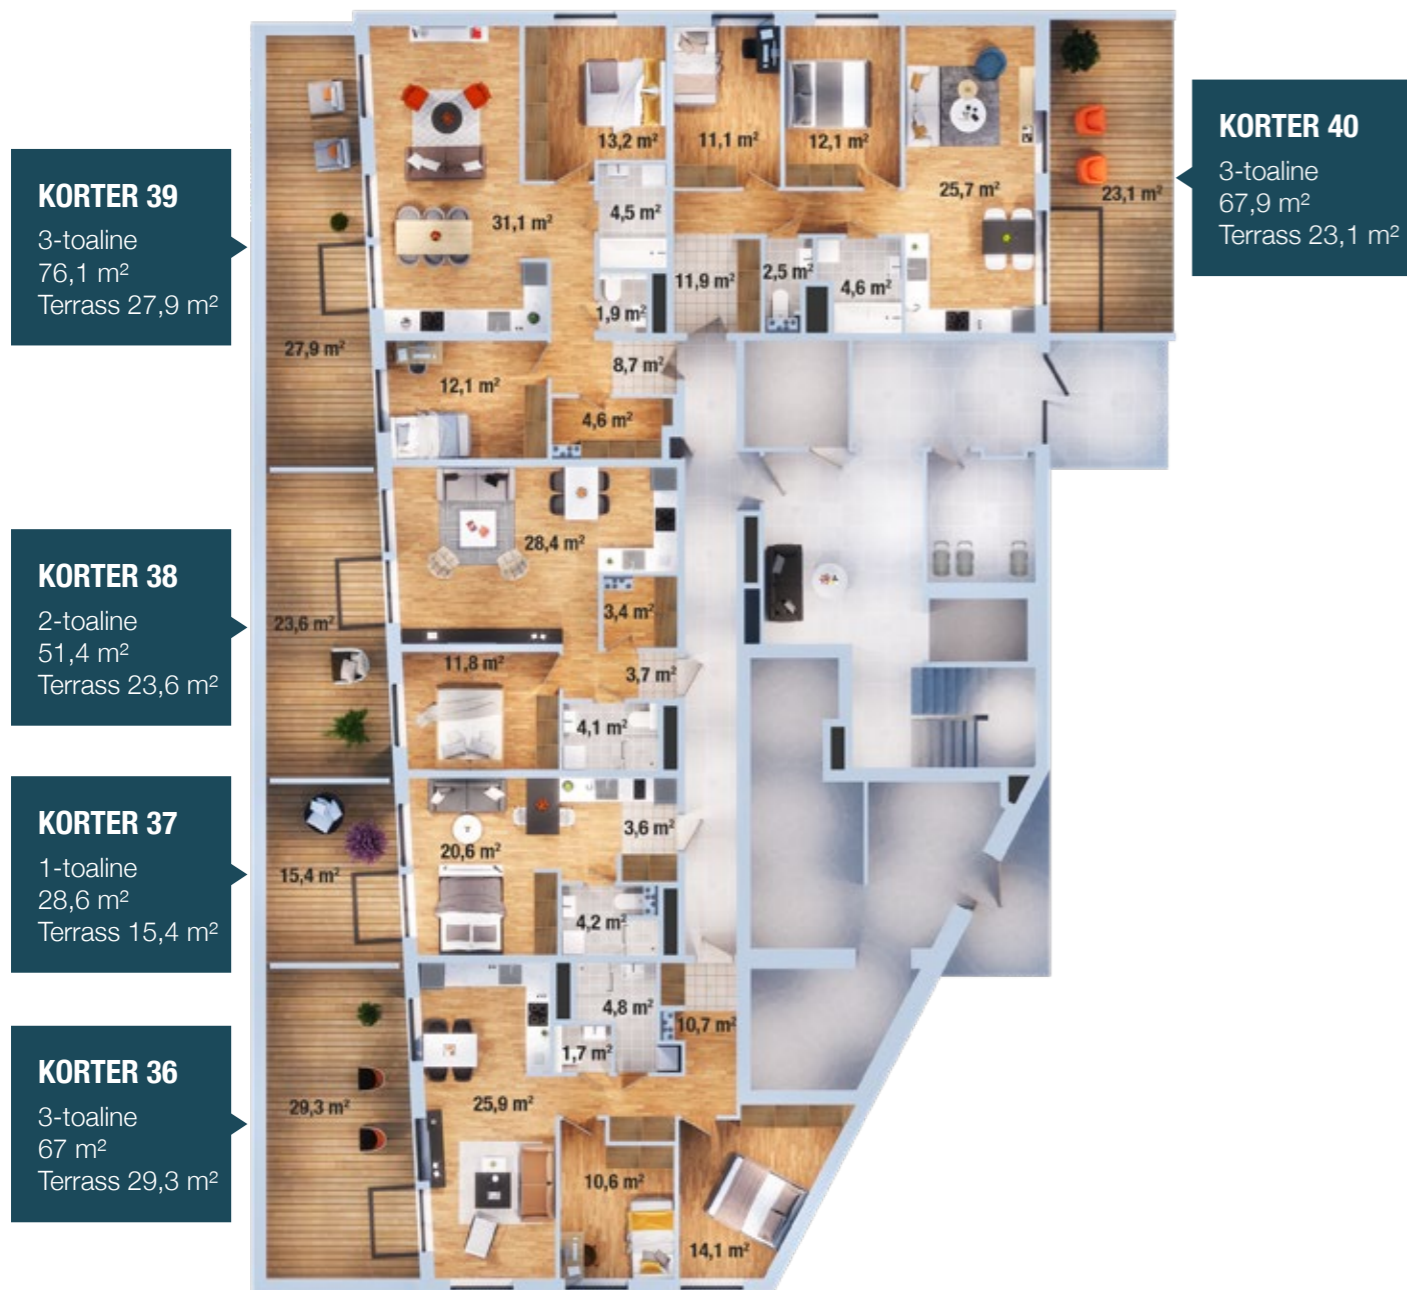 KORTER 39
3-toaline
76,1 m²
Terrass 27,9 m²
KORTER 38
2-toaline
51,4 m²
Terrass 23,6 m²
KORTER 37
1-toaline
28,6 m²
Terrass 15,4 m²
KORTER 36
3-toaline
67 m²
Terrass 29,3 m²
KORTER 40
3-toaline
67,9 m²
Terrass 23,1 m²
13,2 m²
11,1 m²
12,1 m²
25,7 m²
23,1 m²
31,1 m²
4,5 m²
11,9 m²
2,5 m²
4,6 m²
1,9 m²
27,9 m²
8,7 m²
12,1 m²
4,6 m²
28,4 m²
23,6 m²
3,4 m²
11,8 m²
3,7 m²
4,1 m²
3,6 m²
20,6 m²
15,4 m²
4,2 m²
4,8 m²
10,7 m²
1,7 m²
25,9 m²
29,3 m²
10,6 m²
14,1 m²